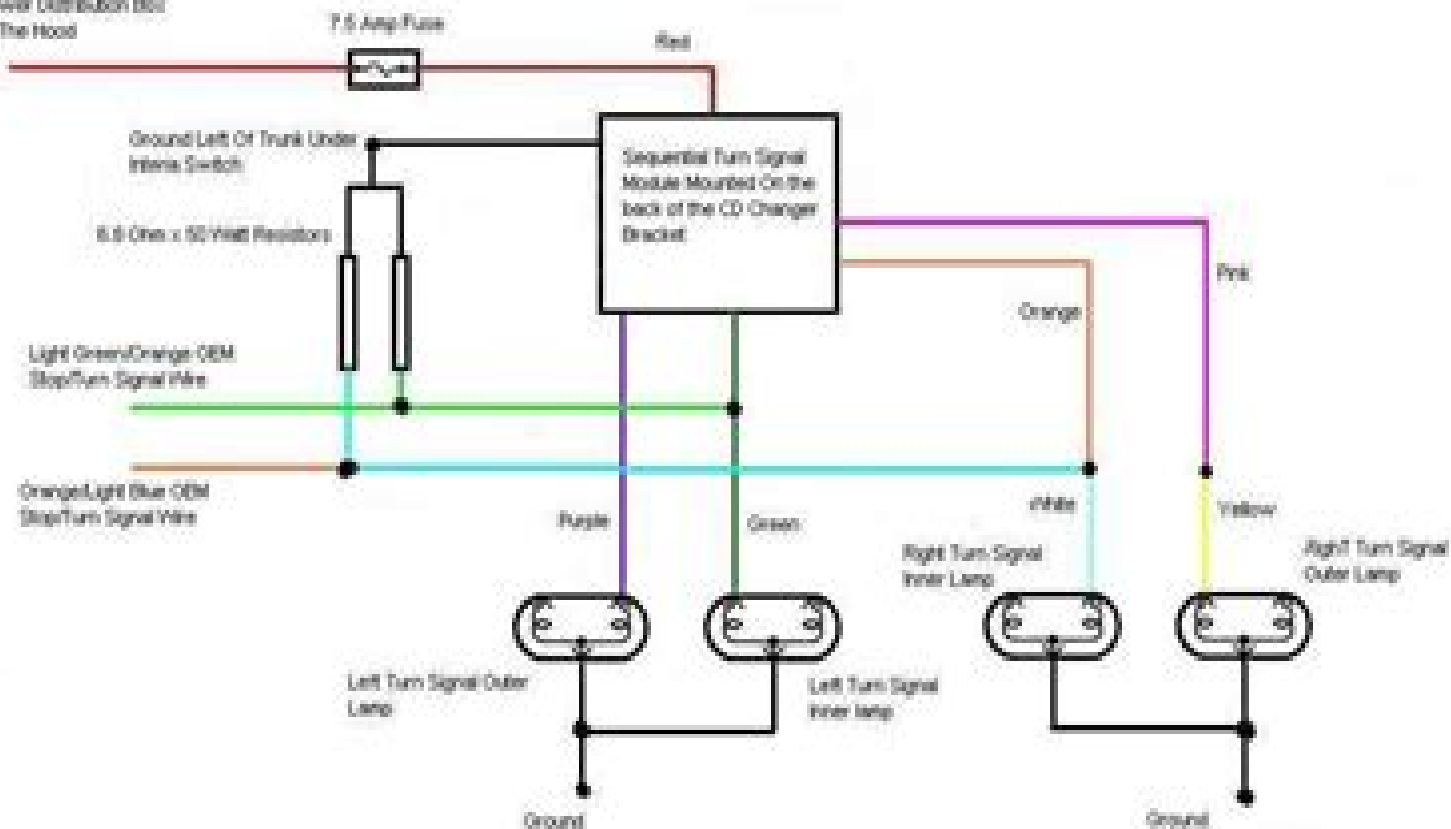 Distribution Box
The Hood
7.5 Amp Fuse
Red
Ground Left Of Trunk Under
Switch
Sequential Turn Signal
Module Mounted On the
back of the CD Changer
Bracket
6.8 Ohm x 50 Watt Resistors
Pink
Orange
Light Green/Orange OEM
Stop/Turn Signal Wire
Orange/Light Blue OEM
Stop/Turn Signal Wire
Purple
Green
White
Yellow
Right Turn Signal
Inner Lamp
Right Turn Signal
Outer Lamp
Left Turn Signal Outer
Lamp
Left Turn Signal
Inner lamp
Ground
Ground